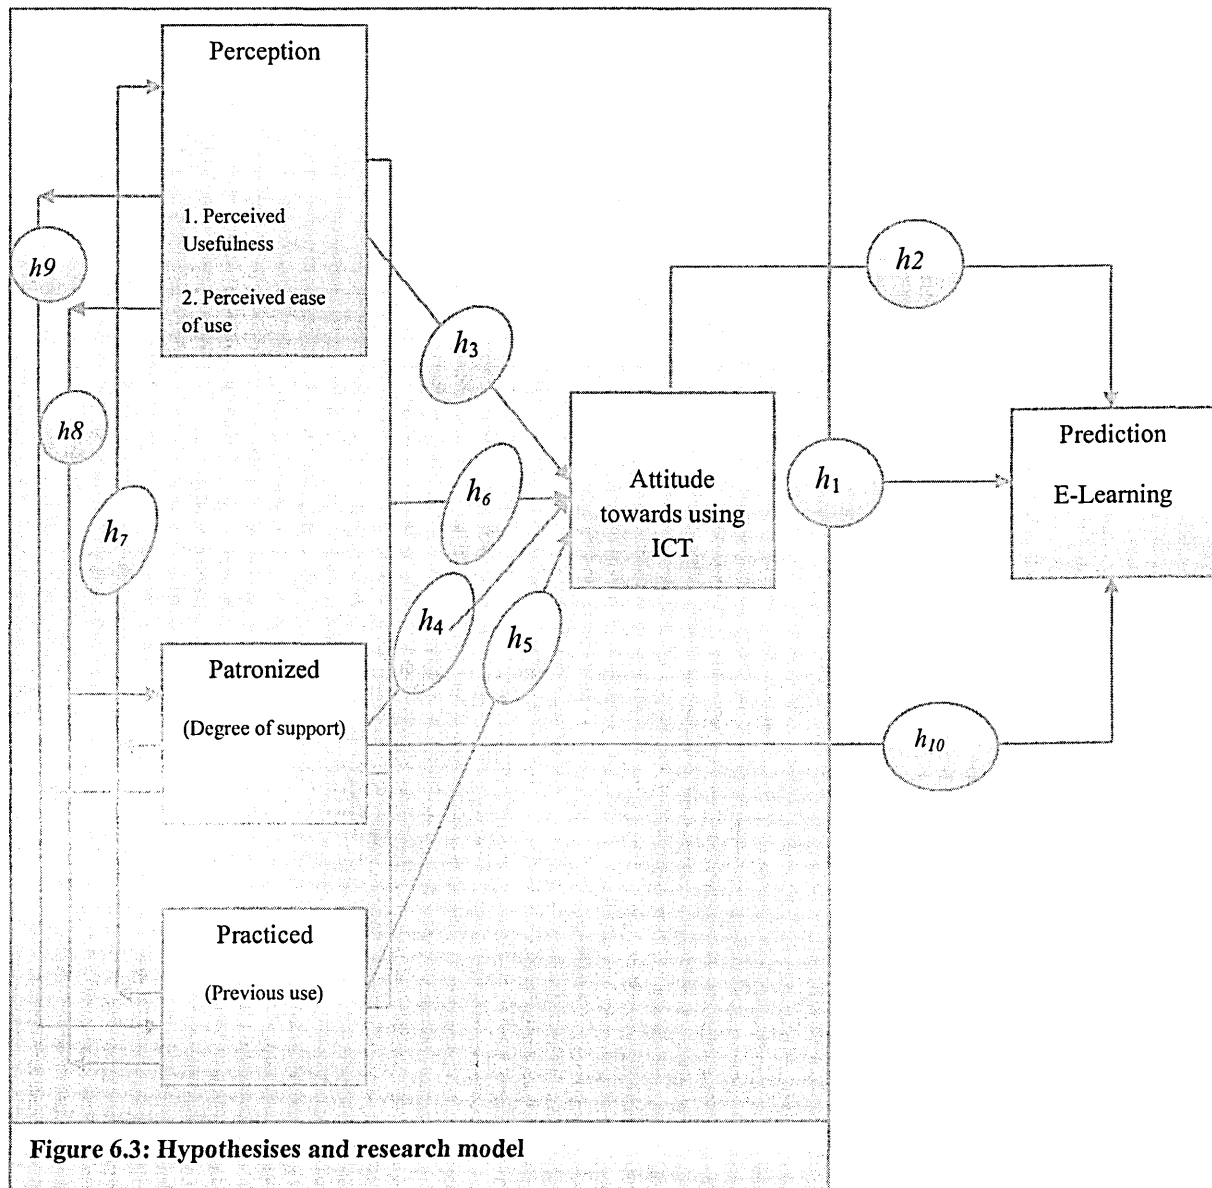 Perception
1. Perceived
Usefulness
2. Perceived ease
of use
h9
h8
h7
h3
h6
h4
h5
h2
h1
h10
Attitude
towards using
ICT
Prediction
E-Learning
Patronized
(Degree of support)
Practiced
(Previous use)
Figure 6.3: Hypothesises and research model